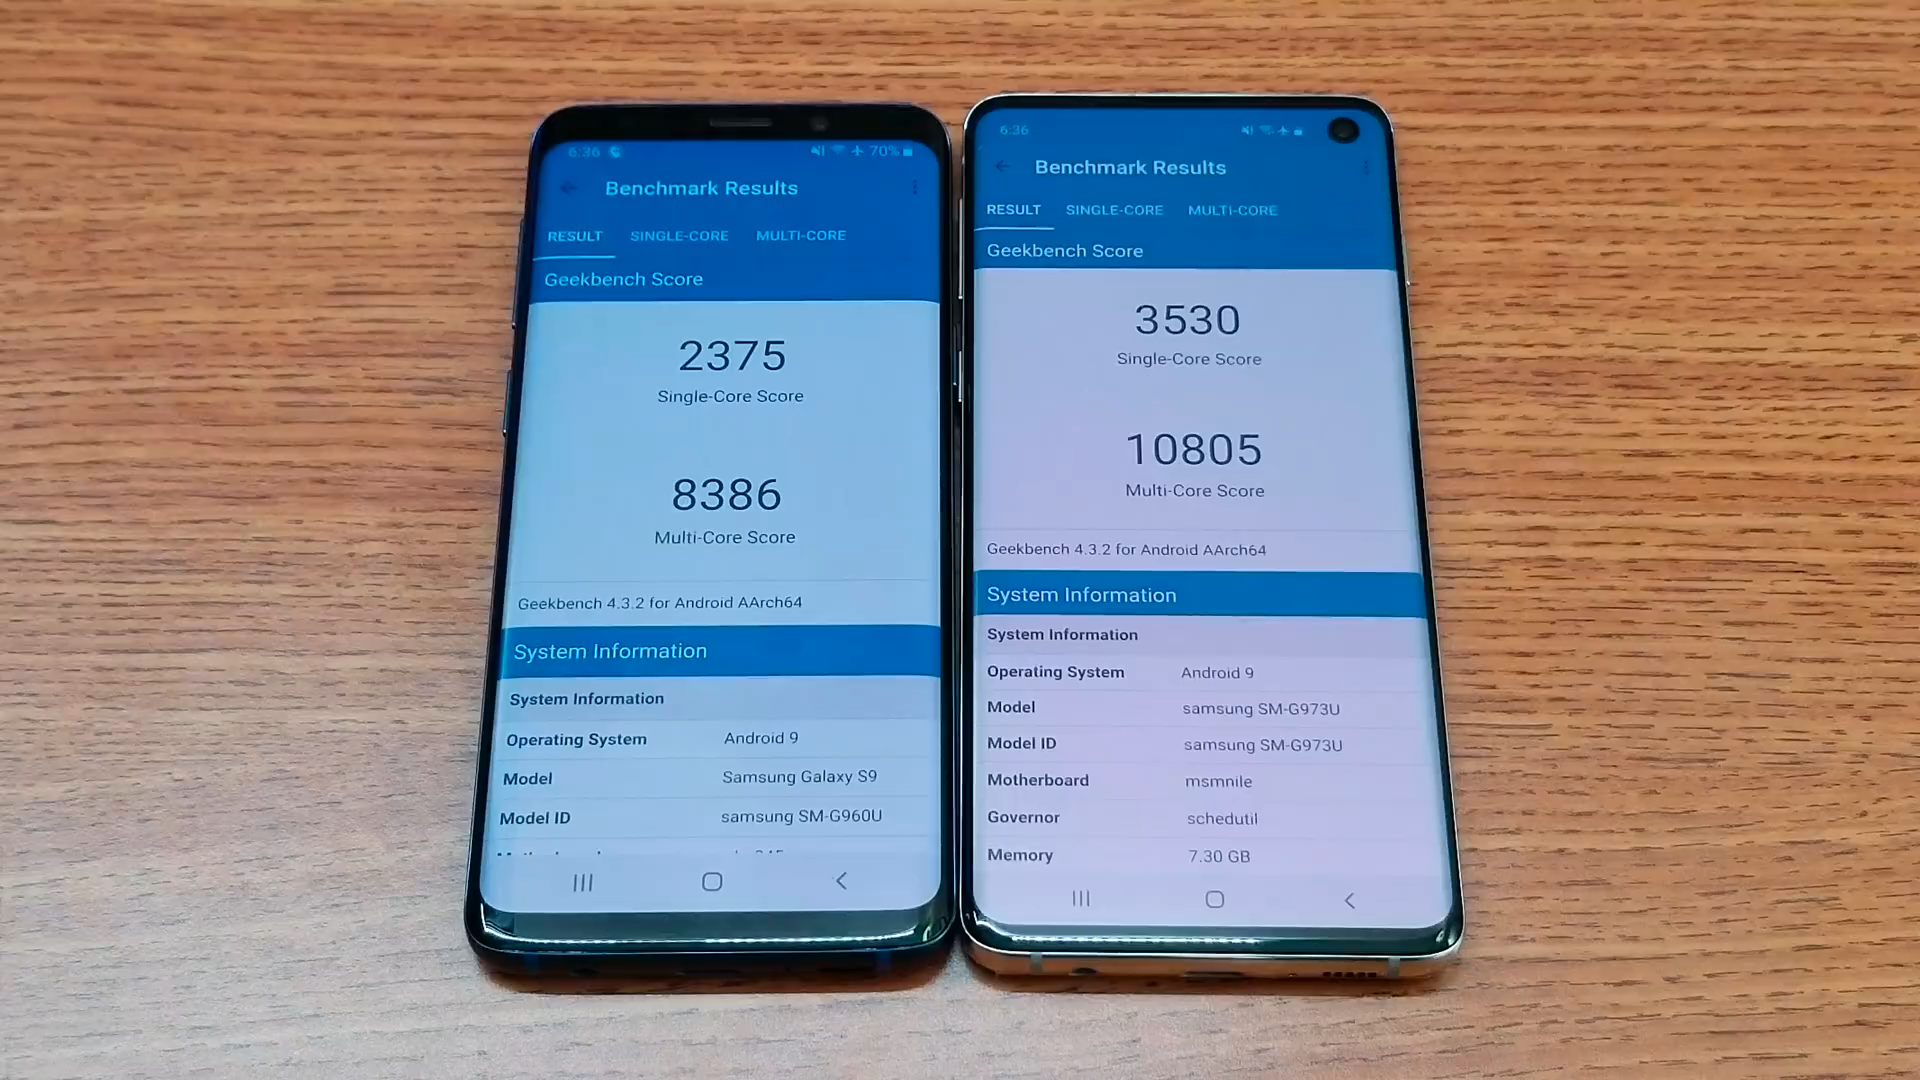 6:36
70%
Benchmark Results
RESULT SINGLE-CORE MULTI-CORE
Geekbench Score
2375
Single-Core Score
8386
Multi-Core Score
Geekbench 4.3.2 for Android AArch64
System Information
System Information
Operating System Android 9
Model Samsung Galaxy S9
Model ID samsung SM-G960U
6:36
Benchmark Results
RESULT SINGLE-CORE MULTI-CORE
Geekbench Score
3530
Single-Core Score
10805
Multi-Core Score
Geekbench 4.3.2 for Android AArch64
System Information
System Information
Operating System Android 9
Model samsung SM-G973U
Model ID samsung SM-G973U
Motherboard msmnile
Governor schedutil
Memory 7.30 GB